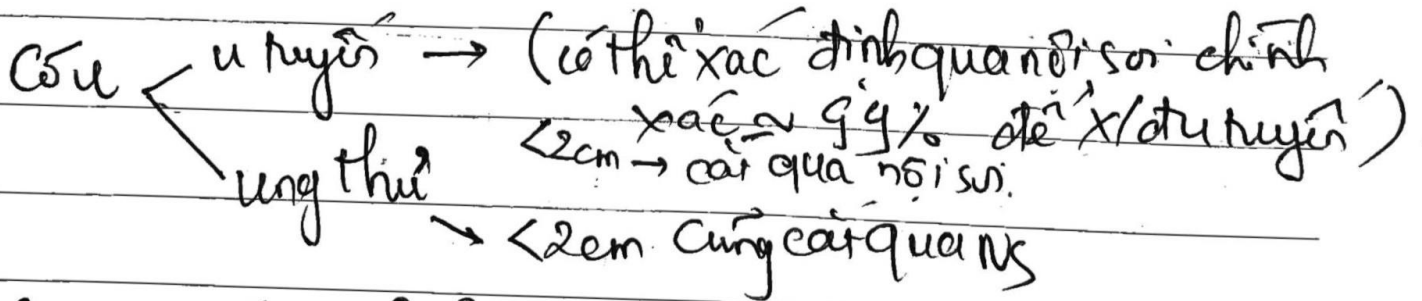 Có u
u tuyến → (có thể xác định qua nội soi chính
xác ≃ 99% để x/đ u tuyến)
<2cm → cắt qua nội soi.
ung thư
↘ <2cm cũng cắt qua NS